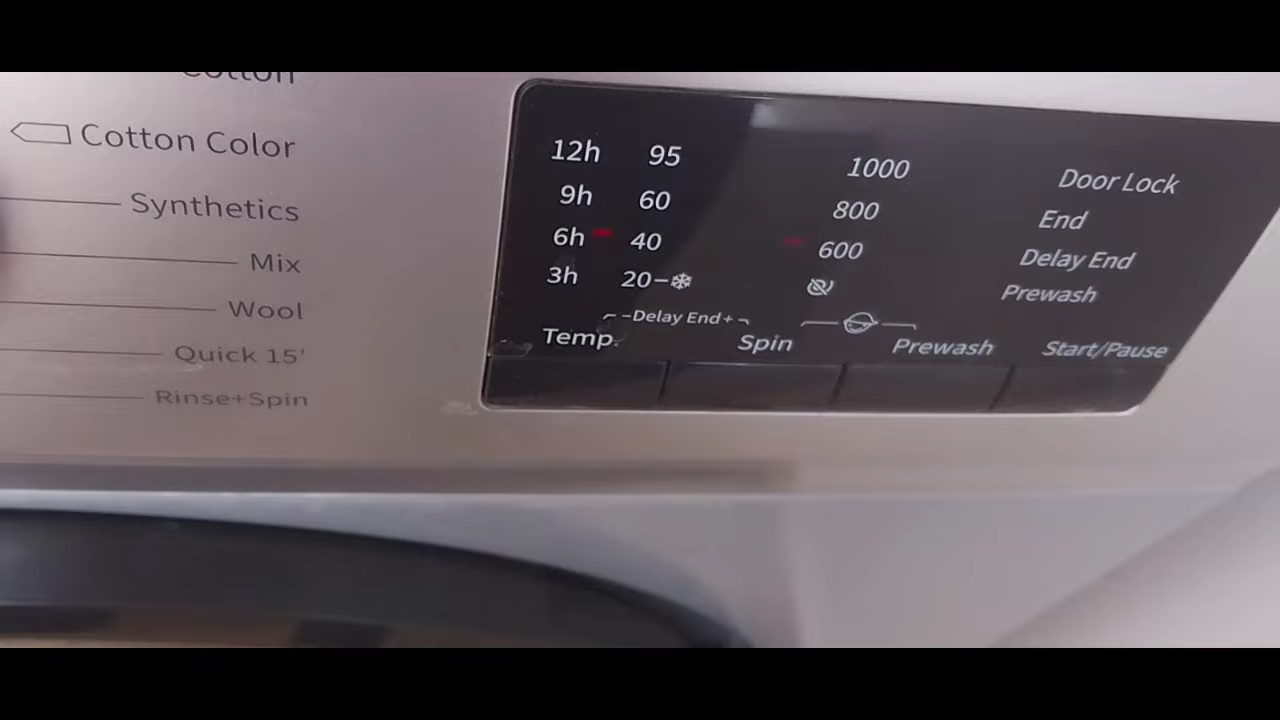 Cotton
Cotton Color
Synthetics
Mix
Wool
Quick 15'
Rinse+Spin
12h 95 1000 Door Lock
9h 60 800 End
6h 40 600 Delay End
3h 20- Prewash
-Delay End+
Temp. Spin Prewash Start/Pause